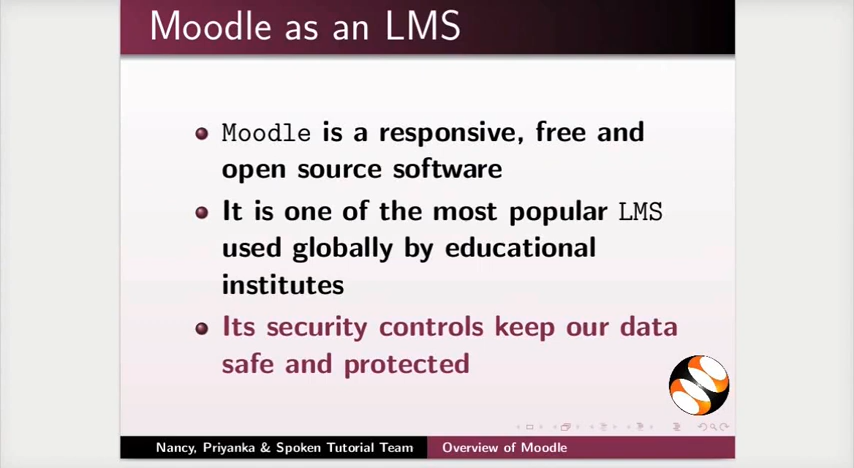 Moodle as an LMS
Moodle is a responsive, free and
open source software
It is one of the most popular LMS
used globally by educational
institutes
Its security controls keep our data
safe and protected
Nancy, Priyanka & Spoken Tutorial Team
Overview of Moodle